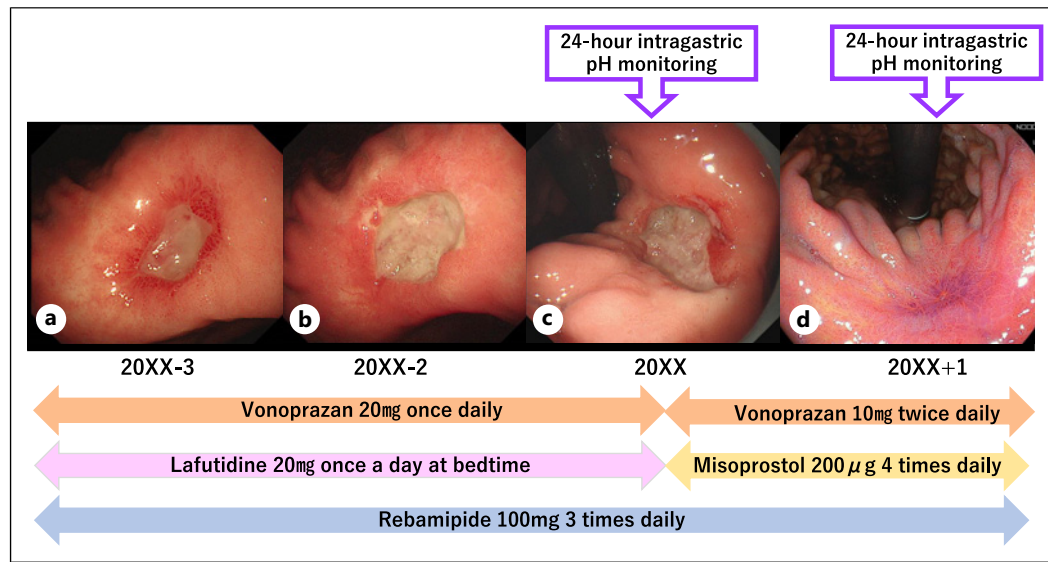 24-hour intragastric
pH monitoring
24-hour intragastric
pH monitoring
a
b
c
d
20XX-3
20XX-2
20XX
20XX+1
Vonoprazan 20㎎ once daily
Vonoprazan 10㎎ twice daily
Lafutidine 20㎎ once a day at bedtime
Misoprostol 200μg 4 times daily
Rebamipide 100mg 3 times daily